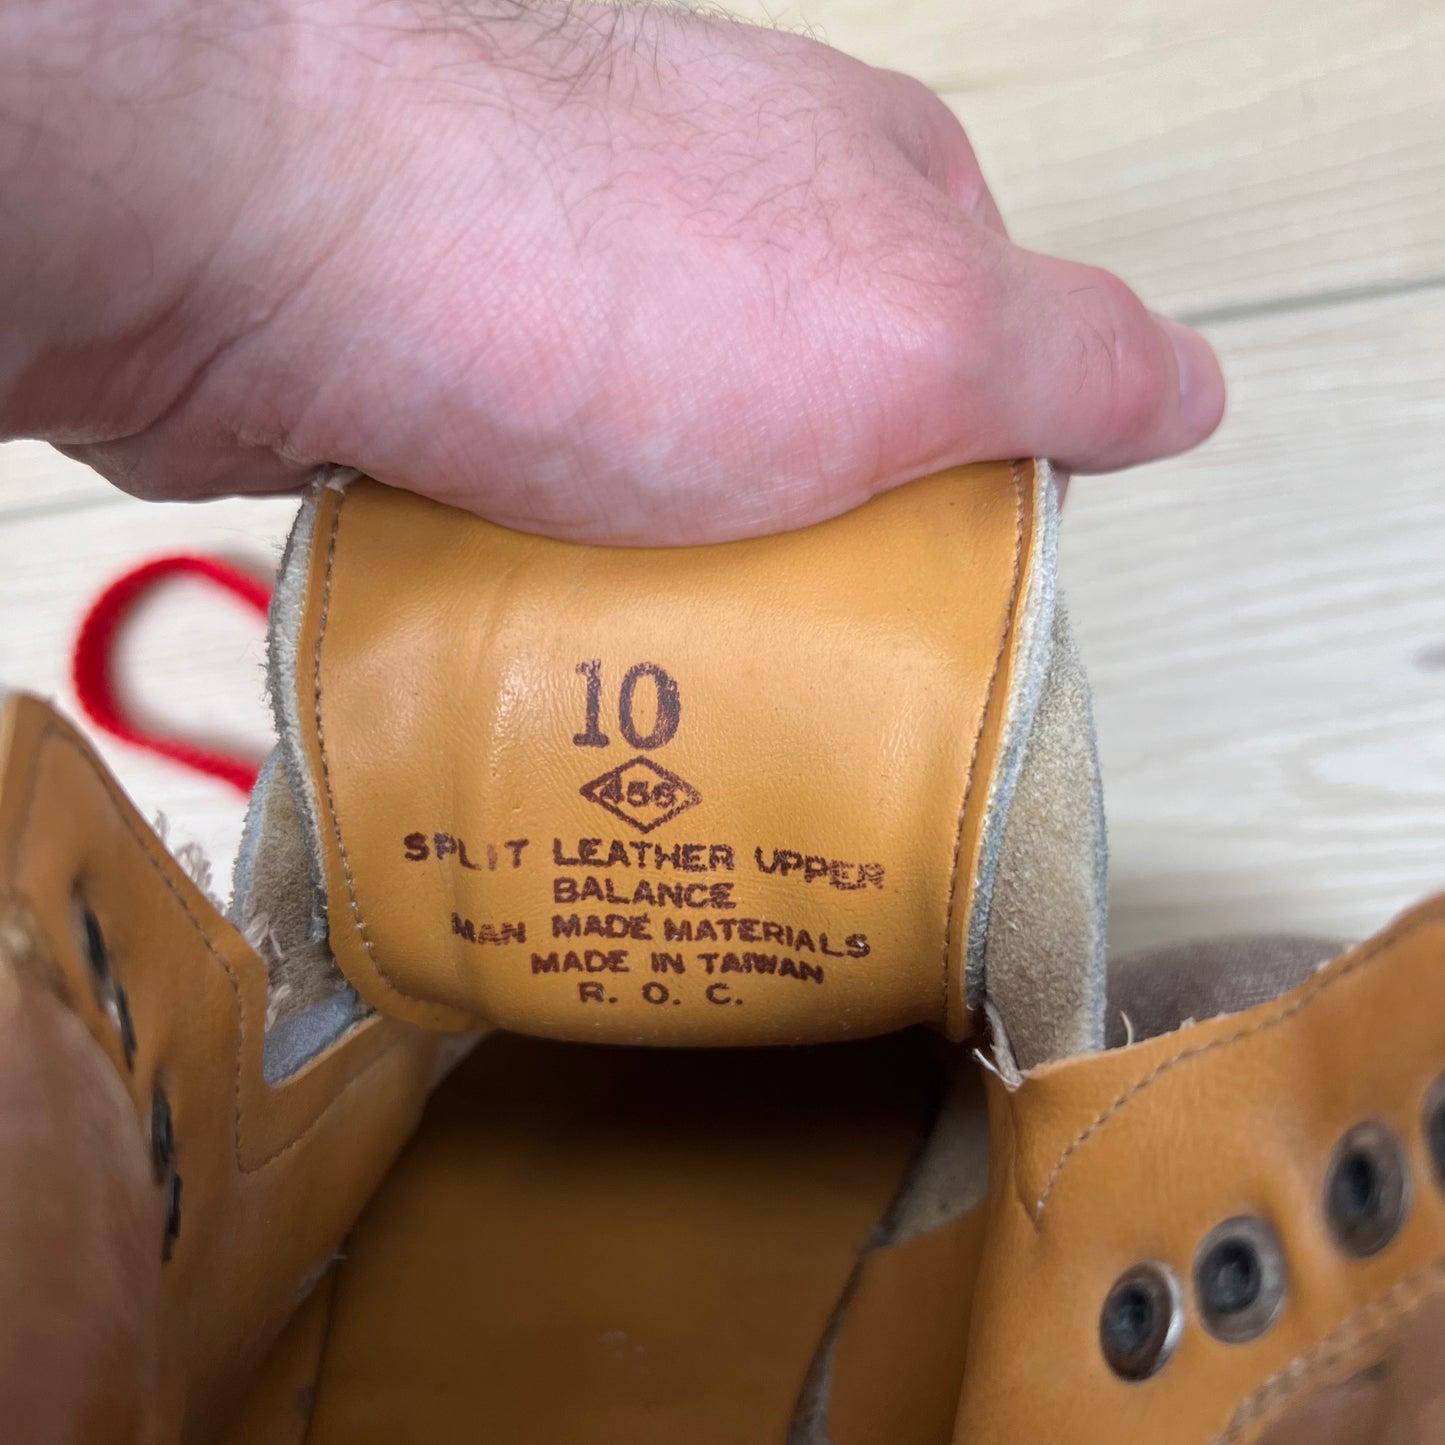 10
456
SPLIT LEATHER UPPER
BALANCE
MAN MADE MATERIALS
MADE IN TAIWAN
R. O. C.